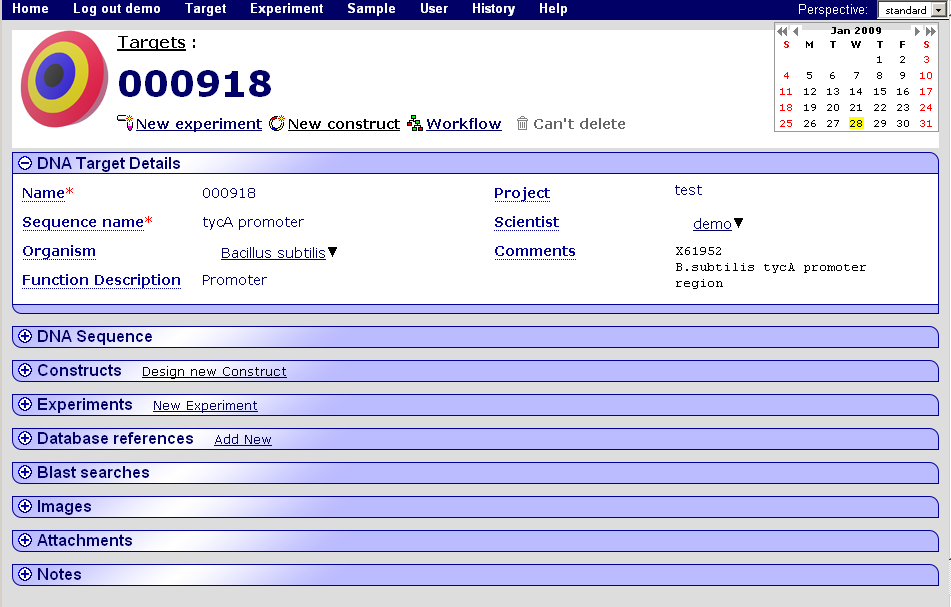 Home Log out demo Target Experiment Sample User History Help Perspective: standard
Targets :
000918
New experiment New construct Workflow Can't delete
Jan 2009
S M T W T F S
1 2 3
4 5 6 7 8 9 10
11 12 13 14 15 16 17
18 19 20 21 22 23 24
25 26 27 28 29 30 31
DNA Target Details
Name* 000918 Project test
Sequence name* tycA promoter Scientist demo
Organism Bacillus subtilis Comments X61952
B.subtilis tycA promoter
region
Function Description Promoter
DNA Sequence
Constructs Design new Construct
Experiments New Experiment
Database references Add New
Blast searches
Images
Attachments
Notes